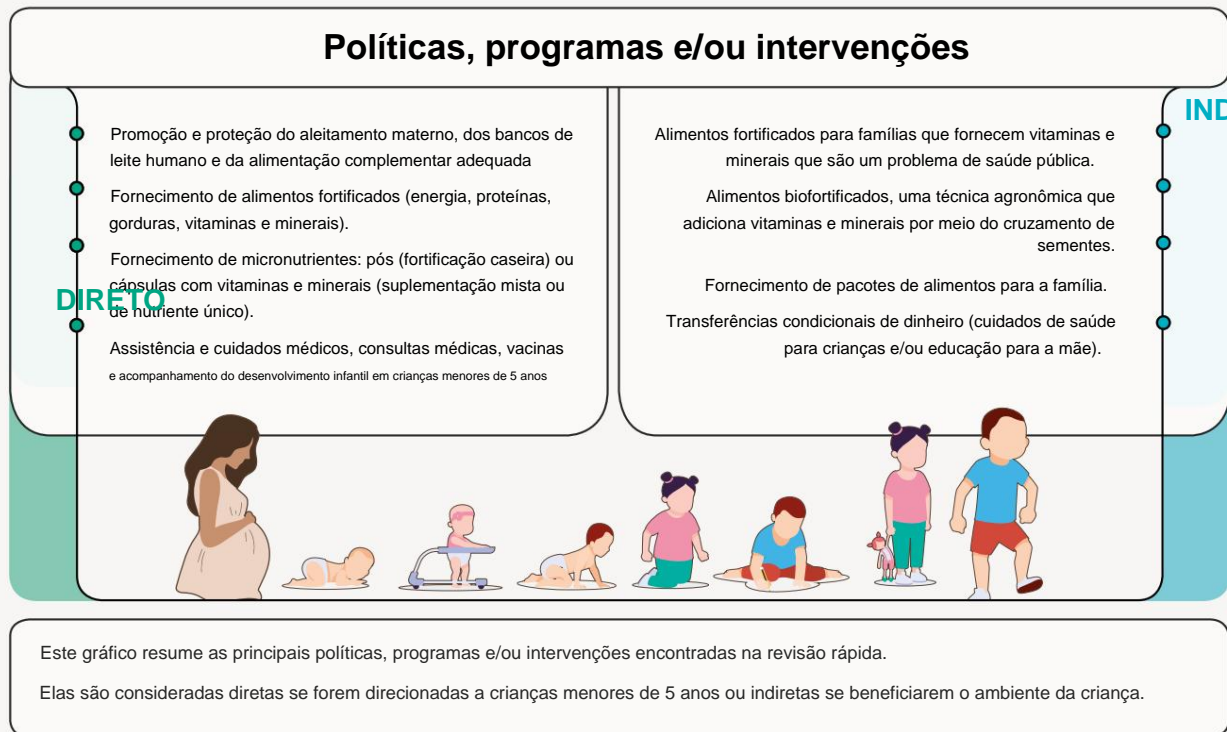 Políticas, programas e/ou intervenções
DIRETO
Promoção e proteção do aleitamento materno, dos bancos de
leite humano e da alimentação complementar adequada
Fornecimento de alimentos fortificados (energia, proteínas,
gorduras, vitaminas e minerais).
Fornecimento de micronutrientes: pós (fortificação caseira) ou
cápsulas com vitaminas e minerais (suplementação mista ou
de nutriente único).
Assistência e cuidados médicos, consultas médicas, vacinas
e acompanhamento do desenvolvimento infantil em crianças menores de 5 anos
IND
Alimentos fortificados para famílias que fornecem vitaminas e
minerais que são um problema de saúde pública.
Alimentos biofortificados, uma técnica agronômica que
adiciona vitaminas e minerais por meio do cruzamento de
sementes.
Fornecimento de pacotes de alimentos para a família.
Transferências condicionais de dinheiro (cuidados de saúde
para crianças e/ou educação para a mãe).
Este gráfico resume as principais políticas, programas e/ou intervenções encontradas na revisão rápida.
Elas são consideradas diretas se forem direcionadas a crianças menores de 5 anos ou indiretas se beneficiarem o ambiente da criança.